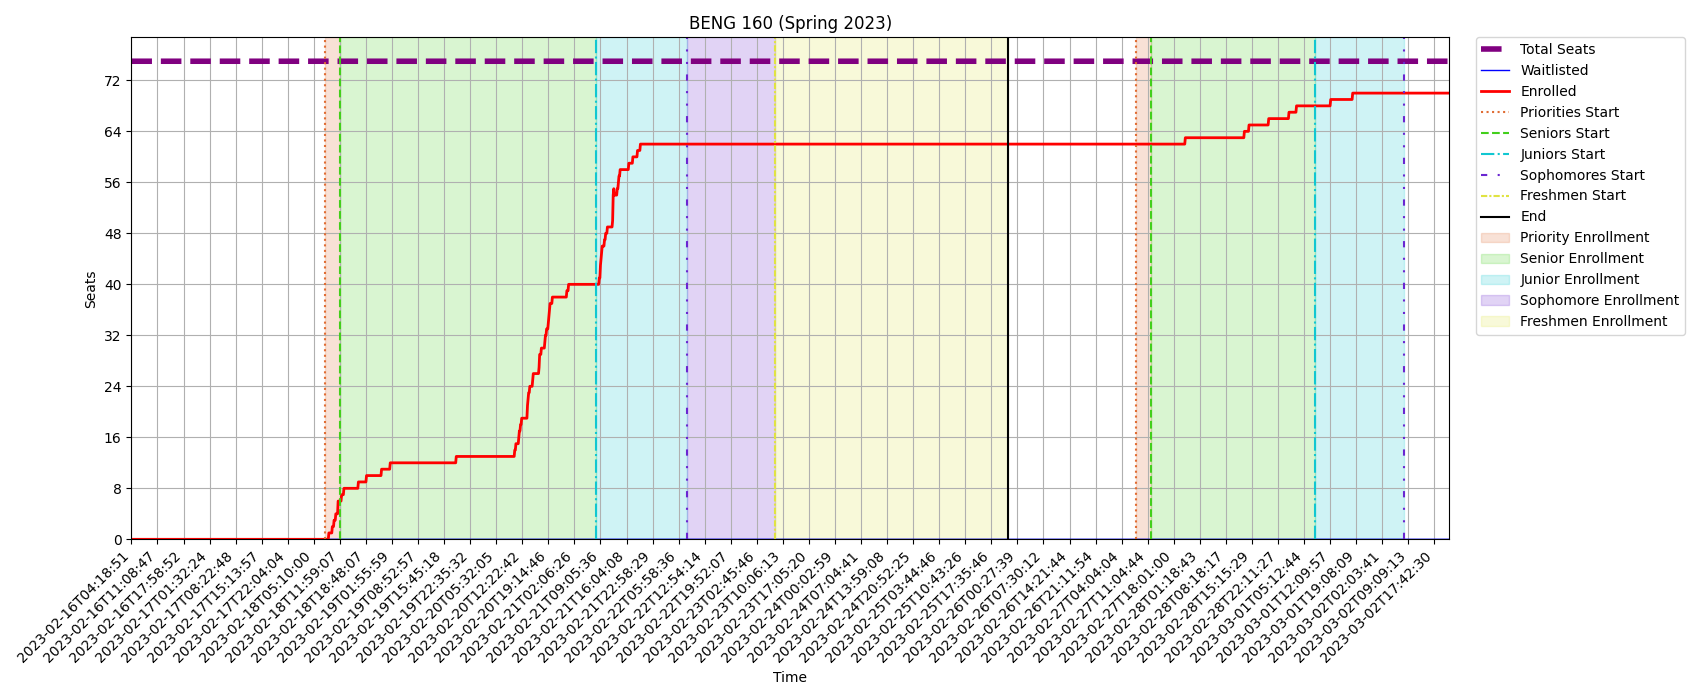 BENG 160 (Spring 2023)
Seats
72
64
56
48
40
32
24
16
8
0
2023-02-16T04:18:51
2023-02-16T11:08:47
2023-02-16T17:58:52
2023-02-17T01:32:24
2023-02-17T08:22:48
2023-02-17T15:13:57
2023-02-17T22:04:04
2023-02-18T05:10:00
2023-02-18T11:59:07
2023-02-18T18:48:07
2023-02-19T01:55:59
2023-02-19T08:52:57
2023-02-19T15:45:18
2023-02-19T22:35:32
2023-02-20T05:32:05
2023-02-20T12:22:42
2023-02-20T19:14:46
2023-02-21T02:06:26
2023-02-21T09:05:36
2023-02-21T16:04:08
2023-02-21T22:58:29
2023-02-22T05:58:36
2023-02-22T12:54:14
2023-02-22T19:52:07
2023-02-23T02:45:46
2023-02-23T10:06:13
2023-02-23T17:05:20
2023-02-24T00:02:59
2023-02-24T07:04:41
2023-02-24T13:59:08
2023-02-24T20:52:25
2023-02-25T03:44:46
2023-02-25T10:43:26
2023-02-25T17:35:46
2023-02-26T00:27:39
2023-02-26T07:30:12
2023-02-26T14:21:44
2023-02-26T21:11:54
2023-02-27T04:04:04
2023-02-27T11:04:44
2023-02-27T18:01:00
2023-02-28T01:18:43
2023-02-28T08:18:17
2023-02-28T15:15:29
2023-02-28T22:11:27
2023-03-01T05:12:44
2023-03-01T12:09:57
2023-03-01T19:08:09
2023-03-02T02:03:41
2023-03-02T09:09:13
2023-03-02T17:42:30
Time
Total Seats
Waitlisted
Enrolled
Priorities Start
Seniors Start
Juniors Start
Sophomores Start
Freshmen Start
End
Priority Enrollment
Senior Enrollment
Junior Enrollment
Sophomore Enrollment
Freshmen Enrollment